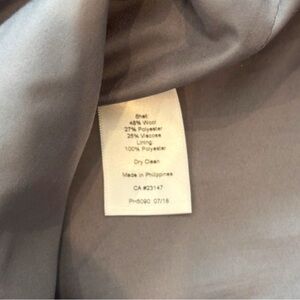 Shell:
48% Wool
27% Polyester
25% Viscose
Lining:
100% Polyester
Dry Clean
Made in Philippines
CA #23147
PH5090 07/18